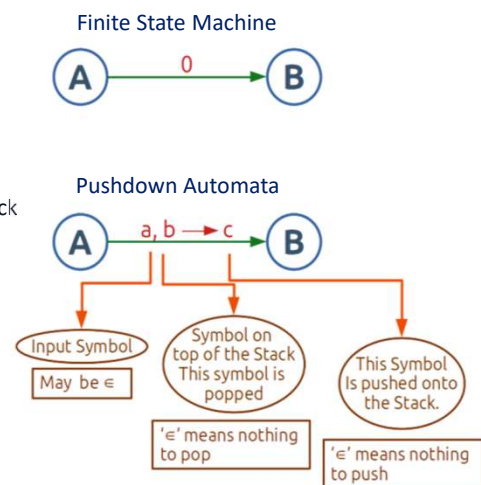 Finite State Machine
A
0
B
Pushdown Automata
ck
A
a, b → c
B
Input Symbol
May be ∈
Symbol on
top of the Stack
This symbol is
popped
'∈' means nothing
to pop
This Symbol
Is pushed onto
the Stack.
'∈' means nothing
to push